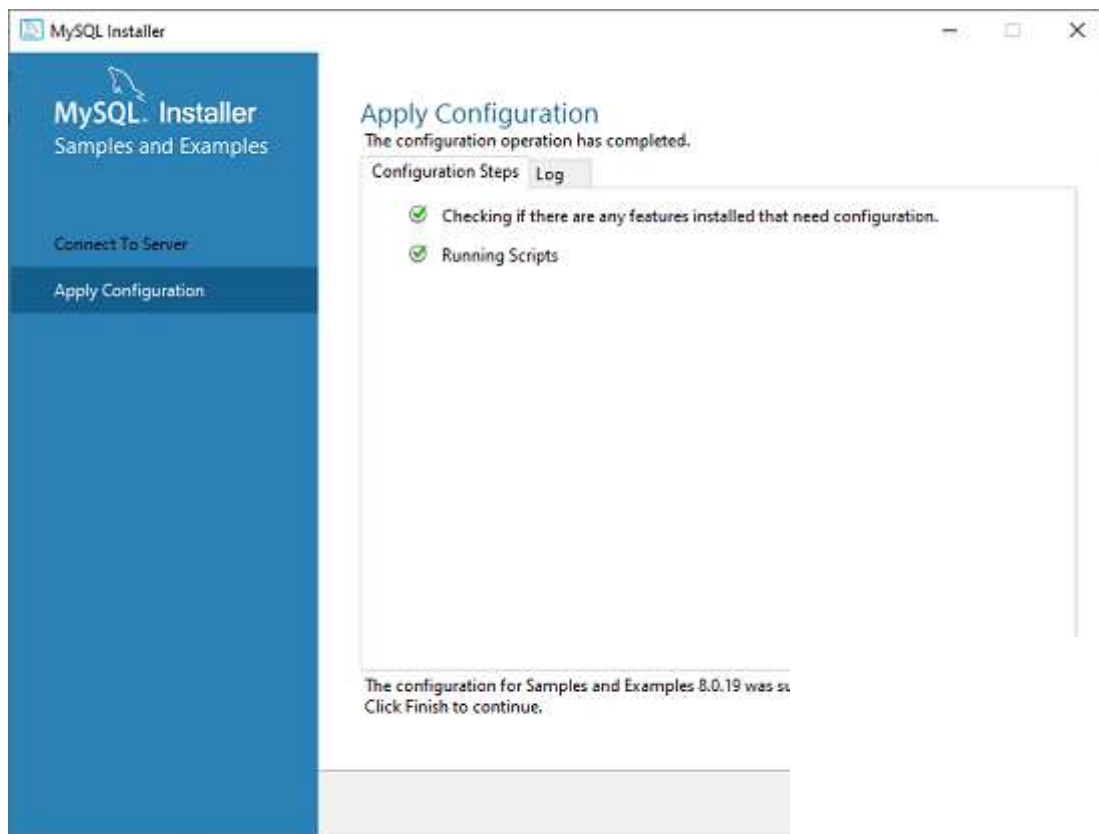 MySQL Installer
MySQL. Installer
Samples and Examples
Connect To Server
Apply Configuration
Apply Configuration
The configuration operation has completed.
Configuration Steps
Log
Checking if there are any features installed that need configuration.
Running Scripts
The configuration for Samples and Examples 8.0.19 was su
Click Finish to continue.